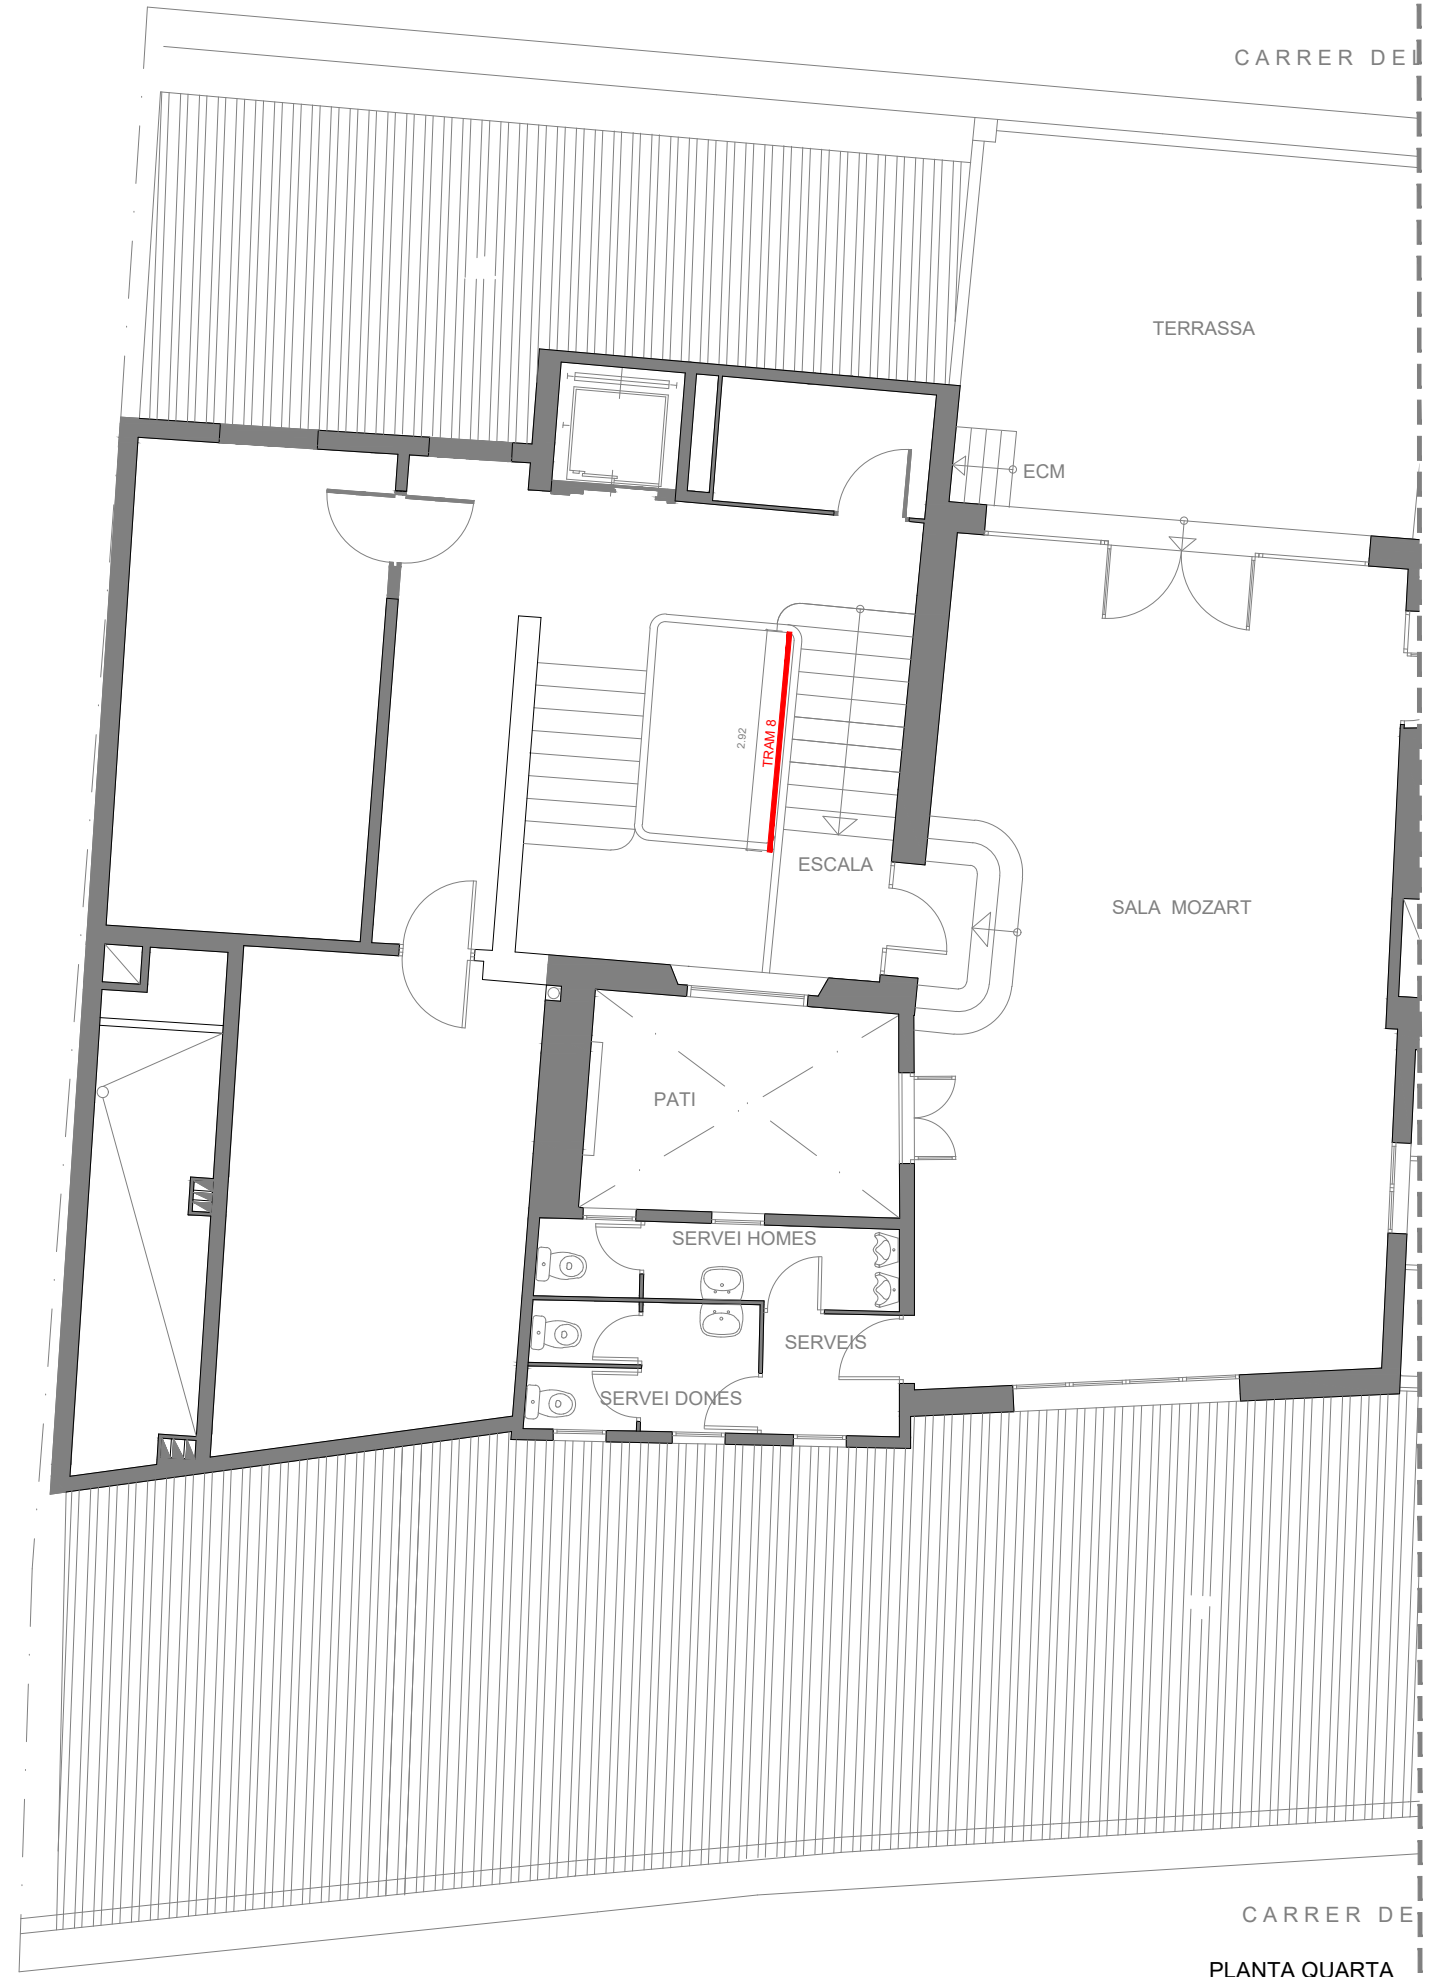 CARRER DEL
TERRASSA
ECM
2.92
TRAM 8
ESCALA
SALA MOZART
PATI
SERVEI HOMES
SERVEIS
SERVEI DONES
CARRER DE
PLANTA QUARTA